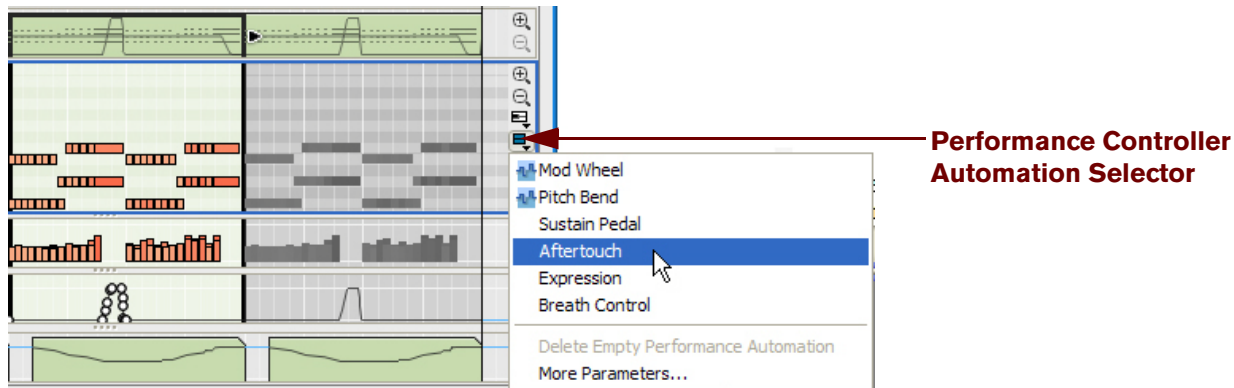 Performance Controller
Automation Selector
Mod Wheel
Pitch Bend
Sustain Pedal
Aftertouch
Expression
Breath Control
Delete Empty Performance Automation
More Parameters...